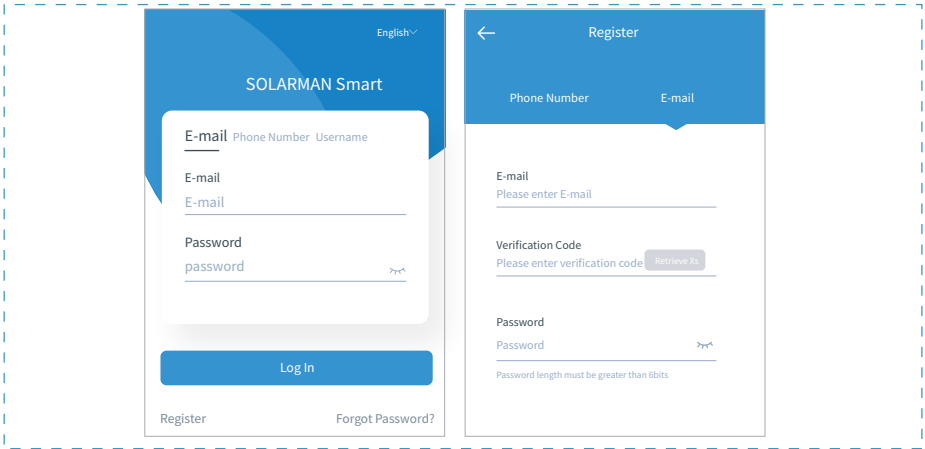 English
SOLARMAN Smart
E-mail Phone Number Username
E-mail
E-mail
Password
password
Log In
Register Forgot Password?
Register
Phone Number E-mail
E-mail
Please enter E-mail
Verification Code
Please enter verification code Retrieve Xs
Password
Password
Password length must be greater than 6bits